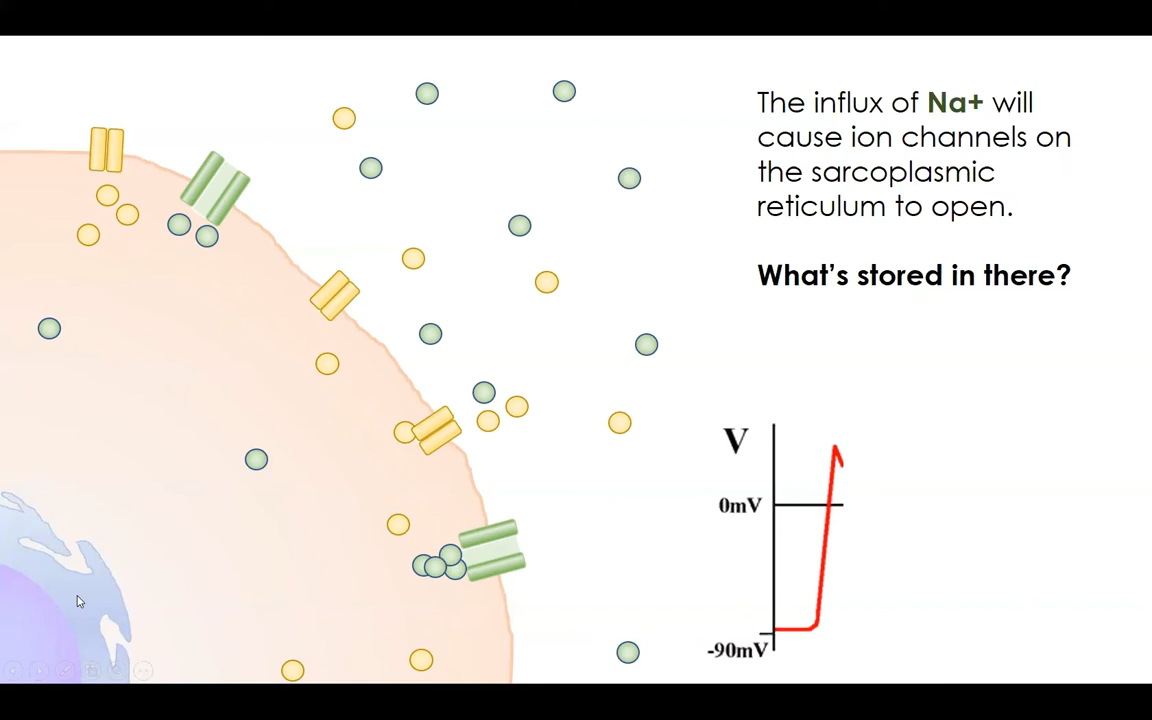 The influx of Na+ will
cause ion channels on
the sarcoplasmic
reticulum to open.
What's stored in there?
V
0mV
-90mV